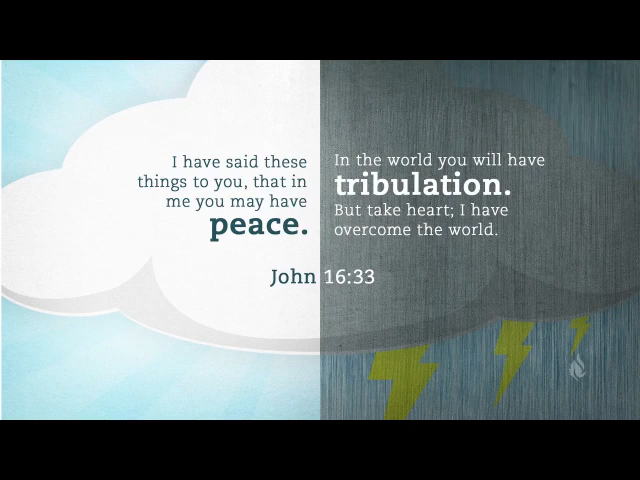 I have said these
things to you, that in
me you may have
peace.
In the world you will have
tribulation.
But take heart; I have
overcome the world.
John 16:33